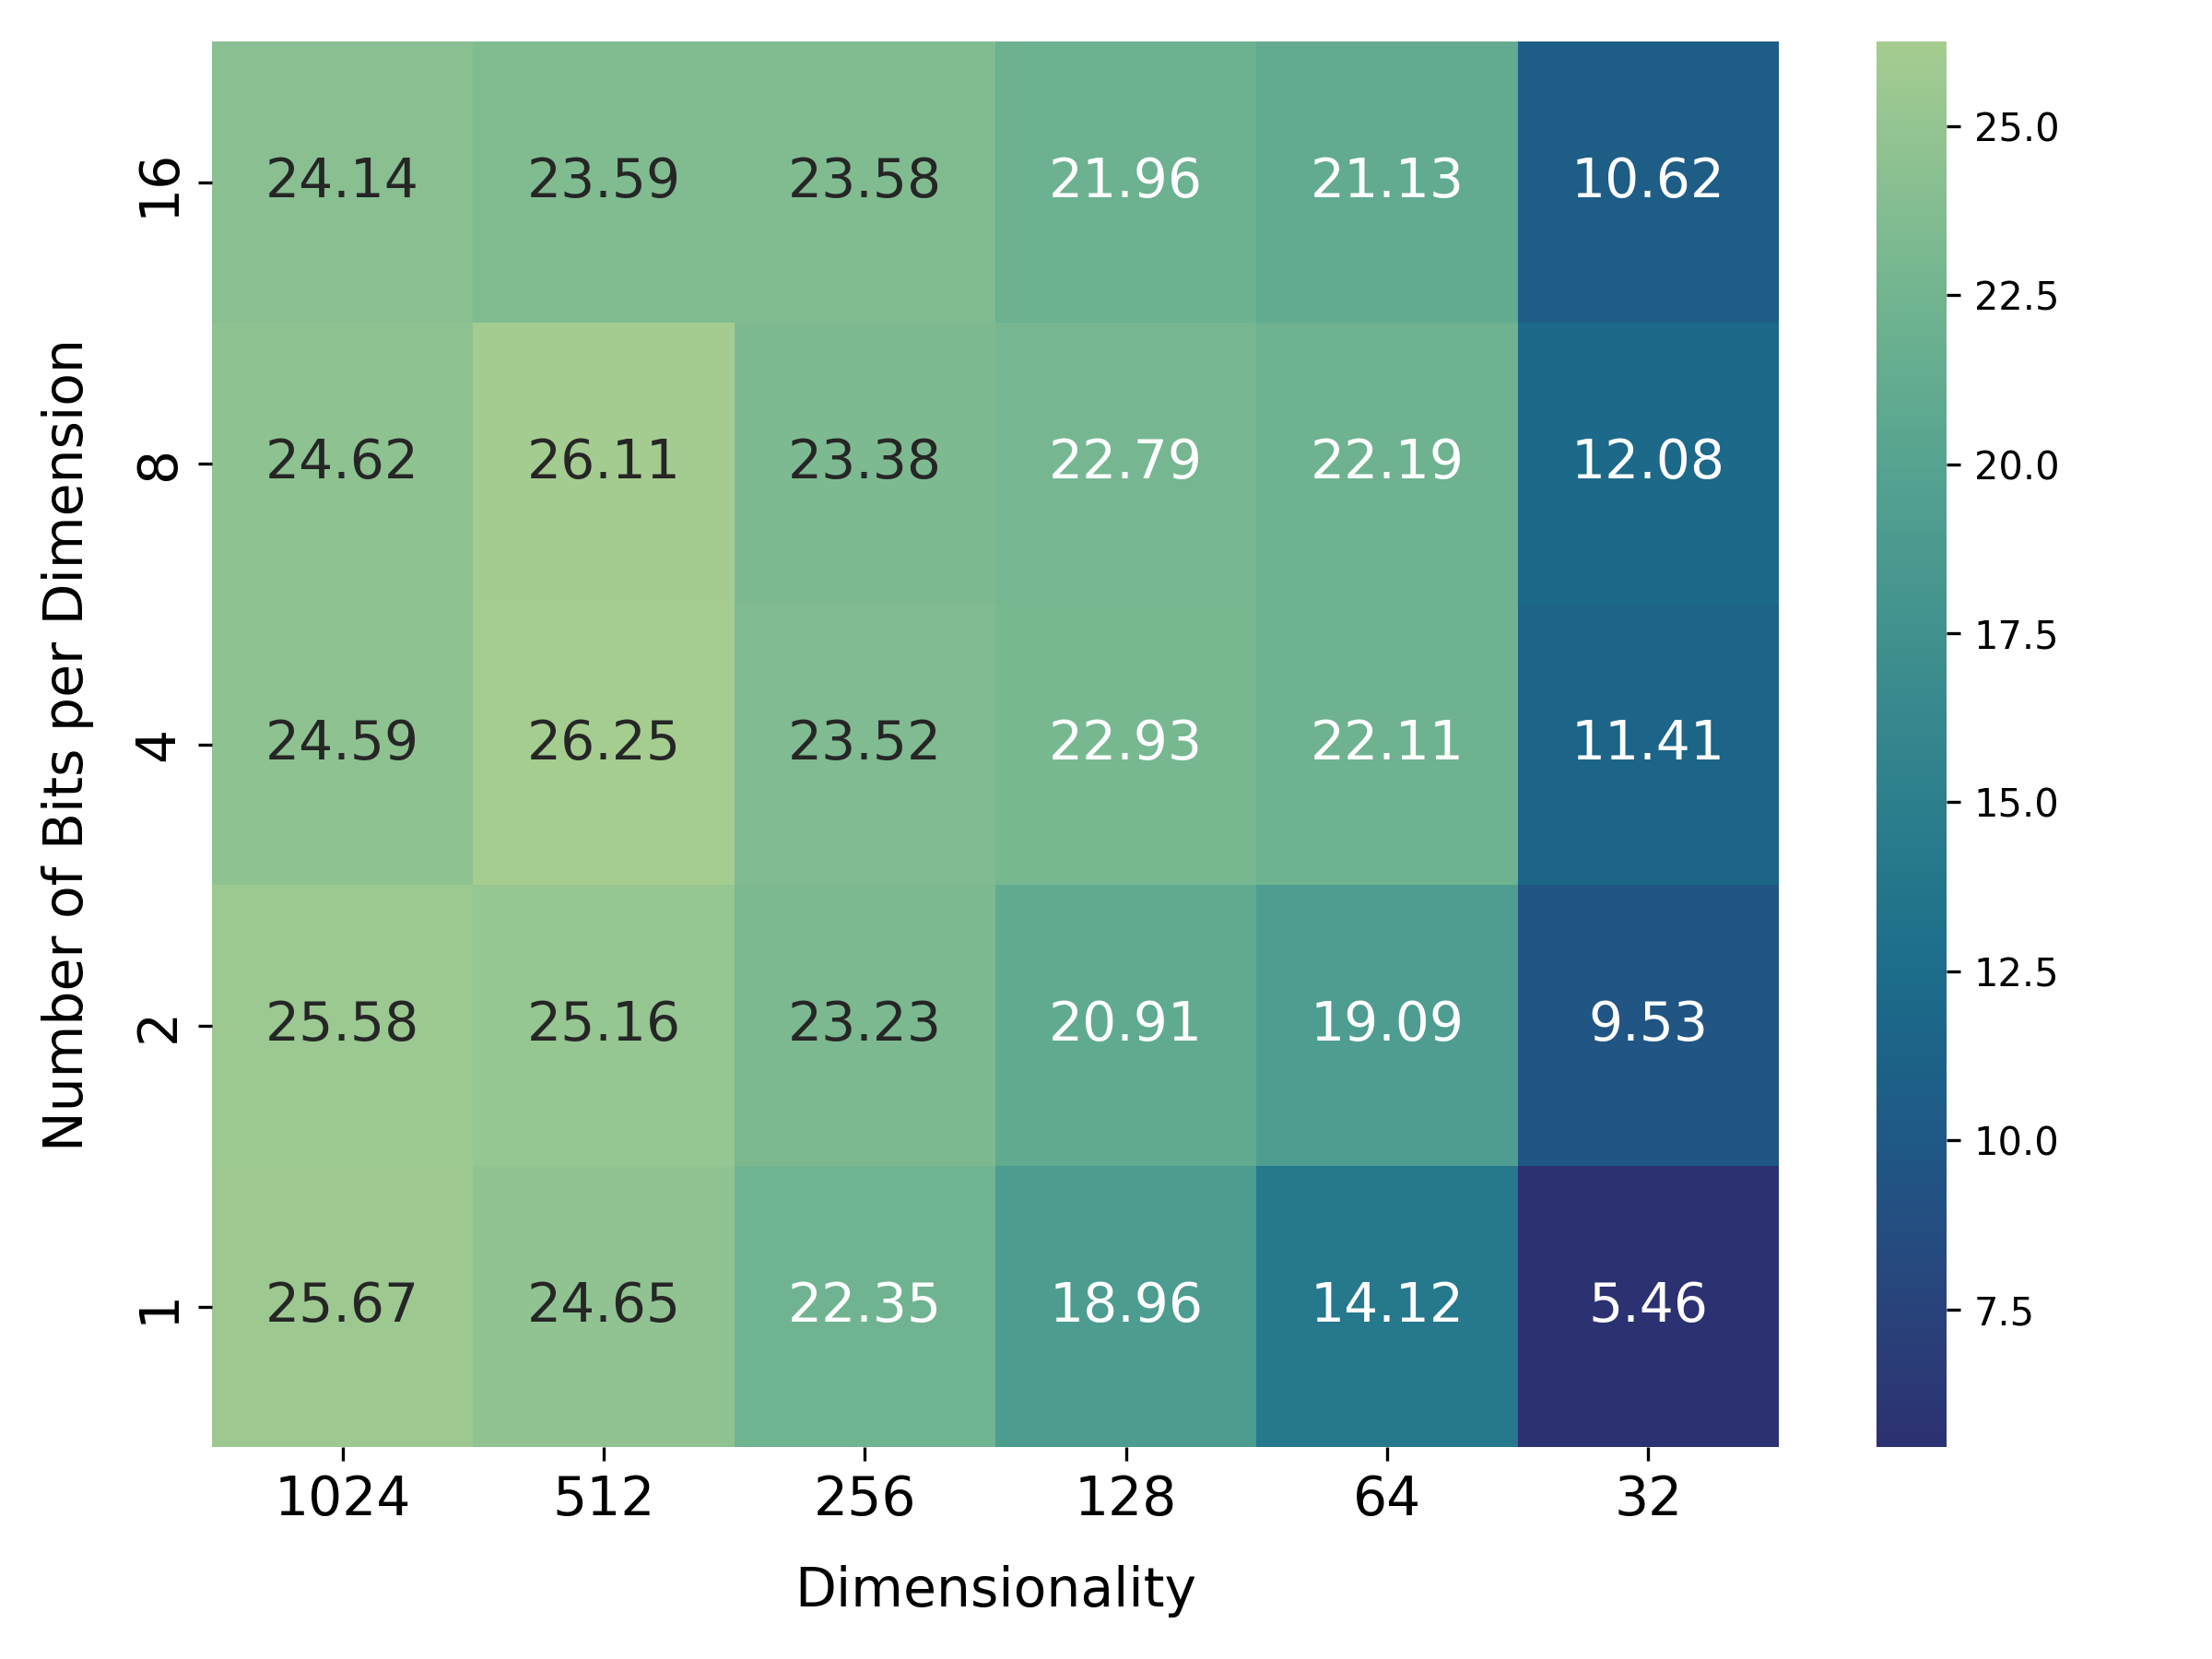 Number of Bits per Dimension
16 24.14 23.59 23.58 21.96 21.13 10.62
8 24.62 26.11 23.38 22.79 22.19 12.08
4 24.59 26.25 23.52 22.93 22.11 11.41
2 25.58 25.16 23.23 20.91 19.09 9.53
1 25.67 24.65 22.35 18.96 14.12 5.46
1024 512 256 128 64 32
Dimensionality
25.0
22.5
20.0
17.5
15.0
12.5
10.0
7.5